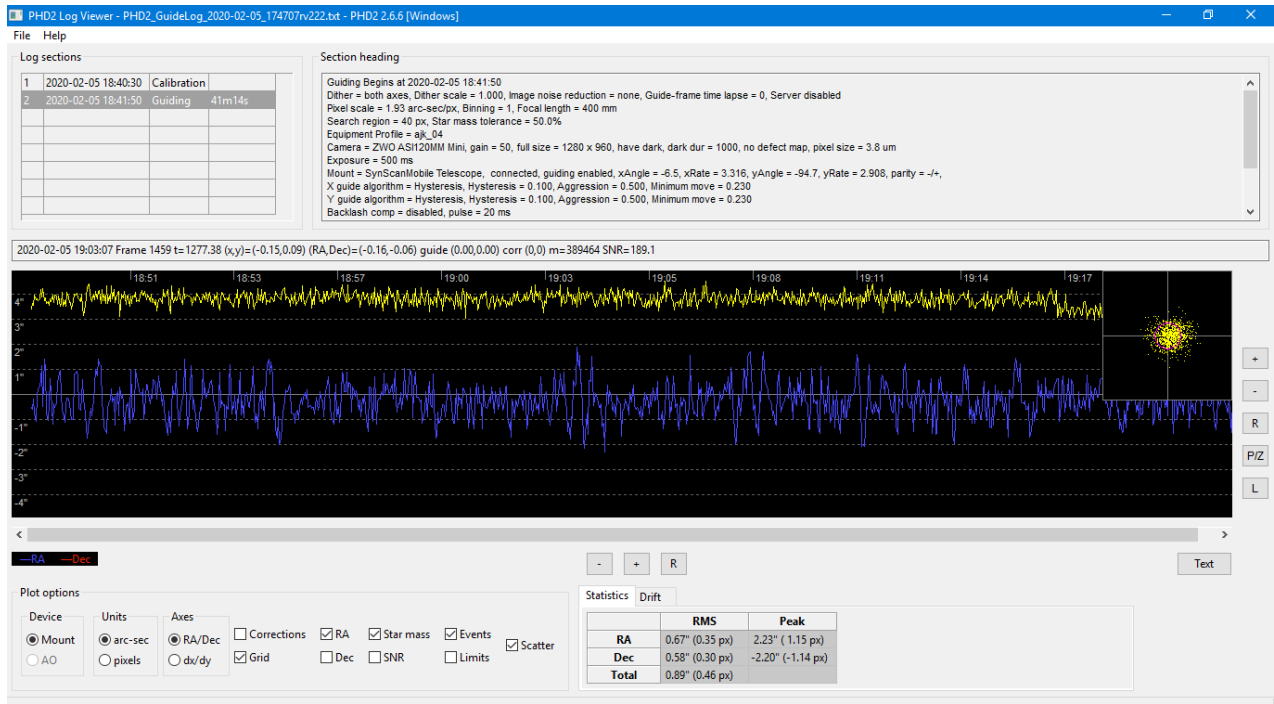 PHD2 Log Viewer - PHD2_GuideLog_2020-02-05_174707rv222.txt - PHD2 2.6.6 [Windows]
File Help
Log sections
1 2020-02-05 18:40:30 Calibration
2 2020-02-05 18:41:50 Guiding 41m14s
Section heading
Guiding Begins at 2020-02-05 18:41:50
Dither = both axes, Dither scale = 1.000, Image noise reduction = none, Guide-frame time lapse = 0, Server disabled
Pixel scale = 1.93 arc-sec/px, Binning = 1, Focal length = 400 mm
Search region = 40 px, Star mass tolerance = 50.0%
Equipment Profile = ajk_04
Camera = ZWO ASI120MM Mini, gain = 50, full size = 1280 x 960, have dark, dark dur = 1000, no defect map, pixel size = 3.8 um
Exposure = 500 ms
Mount = SynScanMobile Telescope, connected, guiding enabled, xAngle = -6.5, xRate = 3.316, yAngle = -94.7, yRate = 2.908, parity = -/+,
X guide algorithm = Hysteresis, Hysteresis = 0.100, Aggression = 0.500, Minimum move = 0.230
Y guide algorithm = Hysteresis, Hysteresis = 0.100, Aggression = 0.500, Minimum move = 0.230
Backlash comp = disabled, pulse = 20 ms
2020-02-05 19:03:07 Frame 1459 t=1277.38 (x,y)=(-0.15,0.09) (RA,Dec)=(-0.16,-0.06) guide (0.00,0.00) corr (0,0) m=389464 SNR=189.1
18:51 18:53 18:57 19:00 19:03 19:05 19:08 19:11 19:14 19:17
4"
3"
2"
1"
-1"
-2"
-3"
-4"
+
-
R
P/Z
L
—RA —Dec
- + R
Text
Plot options
Device Units Axes
Mount arc-sec RA/Dec Corrections RA Star mass Events Scatter
AO pixels dx/dy Grid Dec SNR Limits
Statistics Drift
RMS Peak
RA 0.67" (0.35 px) 2.23" ( 1.15 px)
Dec 0.58" (0.30 px) -2.20" (-1.14 px)
Total 0.89" (0.46 px)